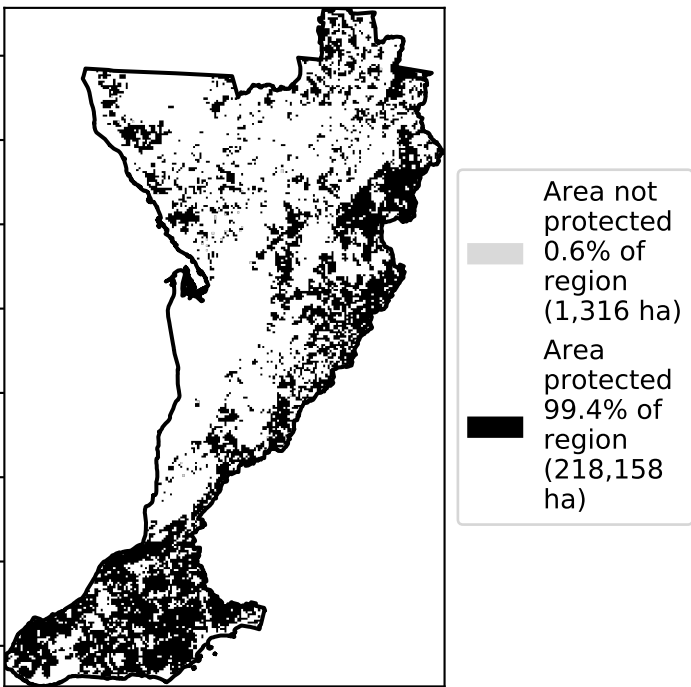 Area not
protected
0.6% of
region
(1,316 ha)
Area
protected
99.4% of
region
(218,158
ha)